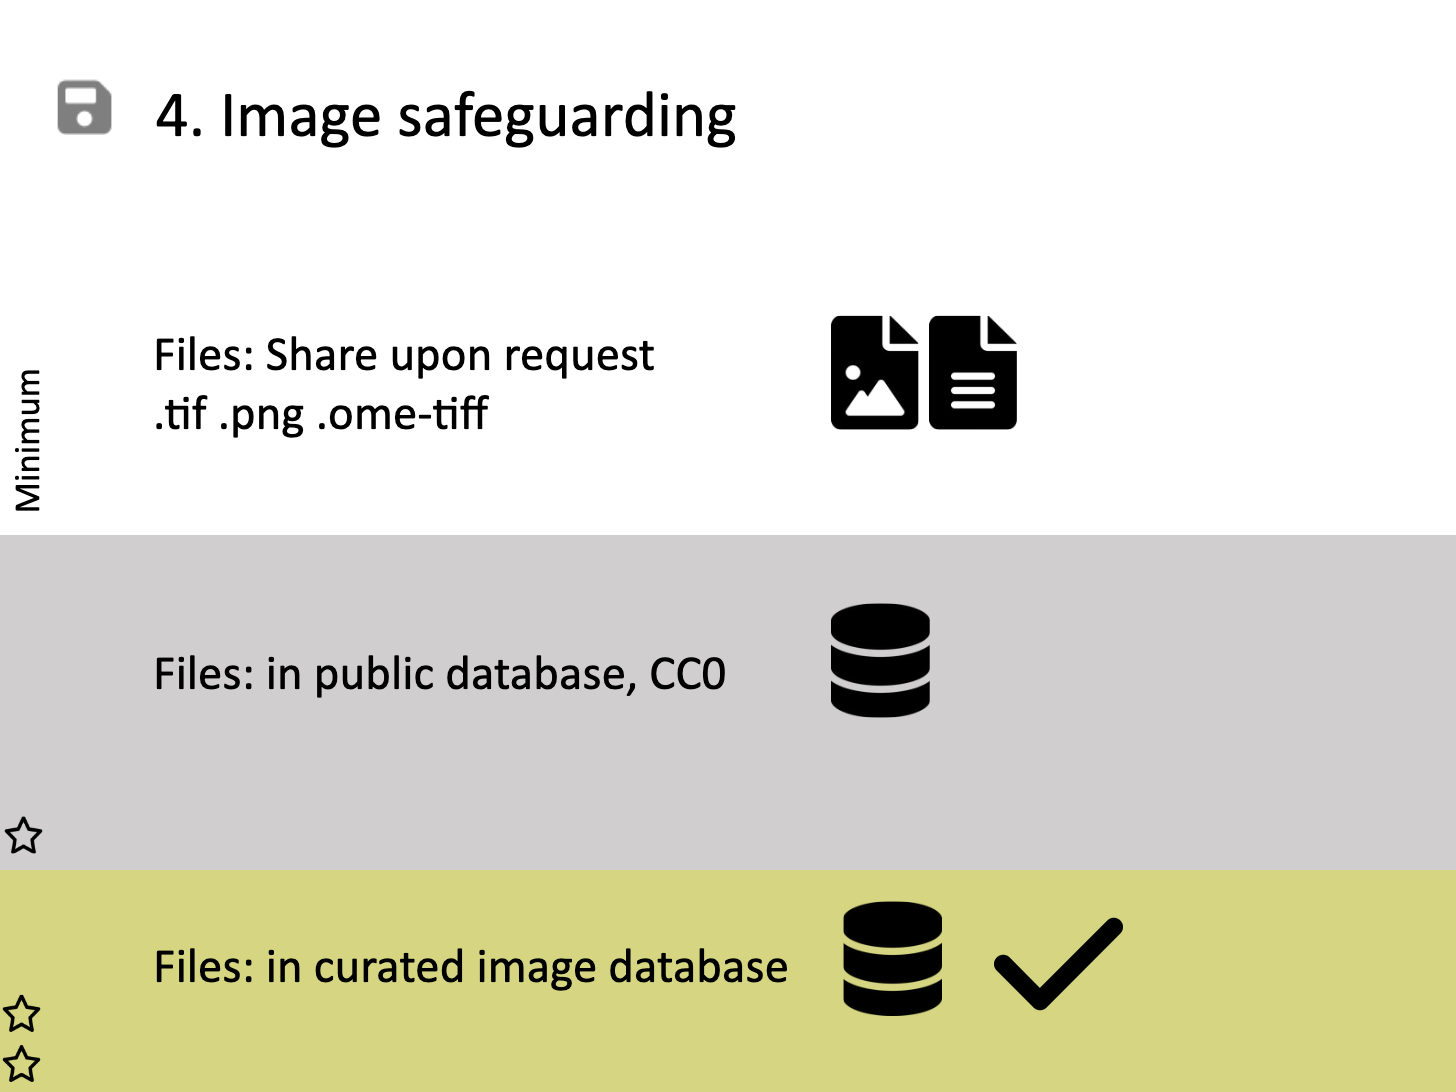 4. Image safeguarding
Minimum
Files: Share upon request
.tif .png .ome-tiff
Files: in public database, CC0
Files: in curated image database